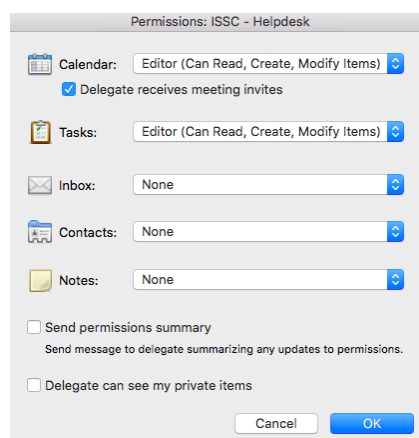 Permissions: ISSC - Helpdesk
Calendar: Editor (Can Read, Create, Modify Items)
Delegate receives meeting invites
Tasks: Editor (Can Read, Create, Modify Items)
Inbox: None
Contacts: None
Notes: None
Send permissions summary
Send message to delegate summarizing any updates to permissions.
Delegate can see my private items
Cancel OK